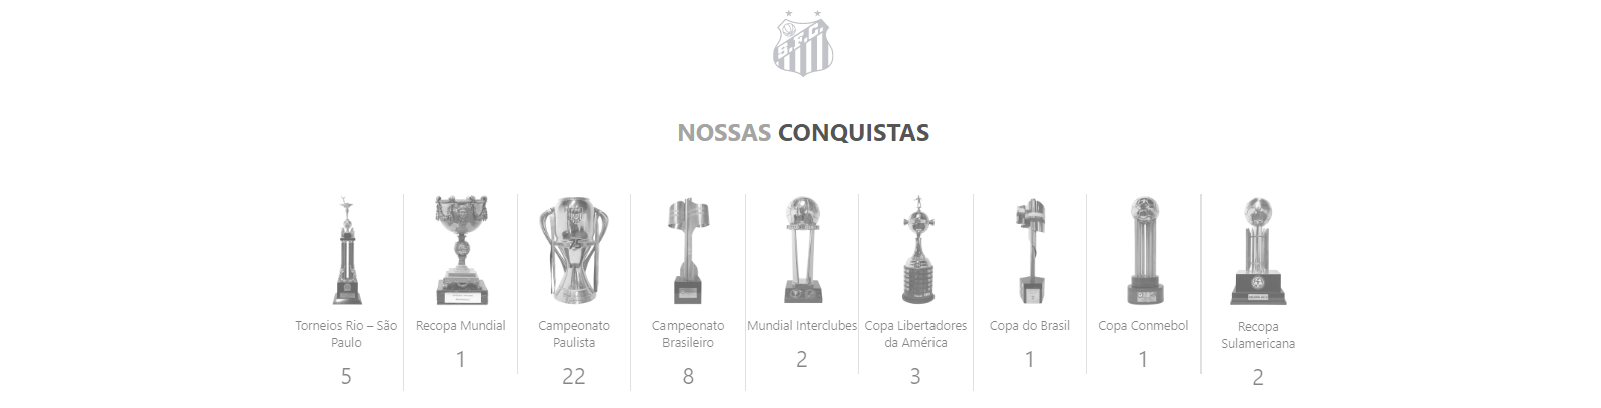 S.F.C.
NOSSAS CONQUISTAS
Torneios Rio – São
Paulo
5
Recopa Mundial
1
Campeonato
Paulista
22
Campeonato
Brasileiro
8
Mundial Interclubes
2
Copa Libertadores
da América
3
Copa do Brasil
1
Copa Conmebol
1
Recopa
Sulamericana
2